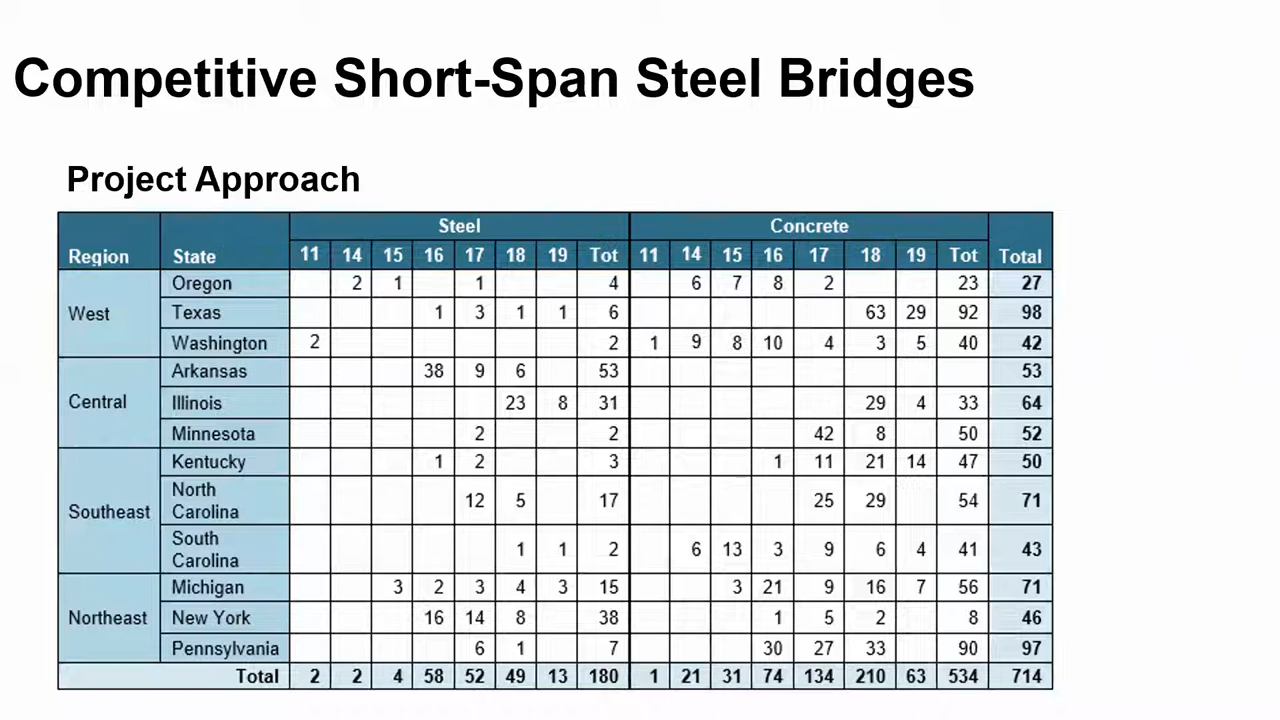 Competitive Short-Span Steel Bridges
Project Approach
Steel Concrete
Region State 11 14 15 16 17 18 19 Tot 11 14 15 16 17 18 19 Tot Total
Oregon 2 1 1 4 6 7 8 2 23 27
West Texas 1 3 1 1 6 63 29 92 98
Washington 2 2 1 9 8 10 4 3 5 40 42
Arkansas 38 9 6 53 53
Central Illinois 23 8 31 29 4 33 64
Minnesota 2 2 42 8 50 52
Kentucky 1 2 3 1 11 21 14 47 50
North
Carolina 12 5 17 25 29 54 71
Southeast
South
Carolina 1 1 2 6 13 3 9 6 4 41 43
Michigan 3 2 3 4 3 15 3 21 9 16 7 56 71
Northeast New York 16 14 8 38 1 5 2 8 46
Pennsylvania 6 1 7 30 27 33 90 97
Total 2 2 4 58 52 49 13 180 1 21 31 74 134 210 63 534 714